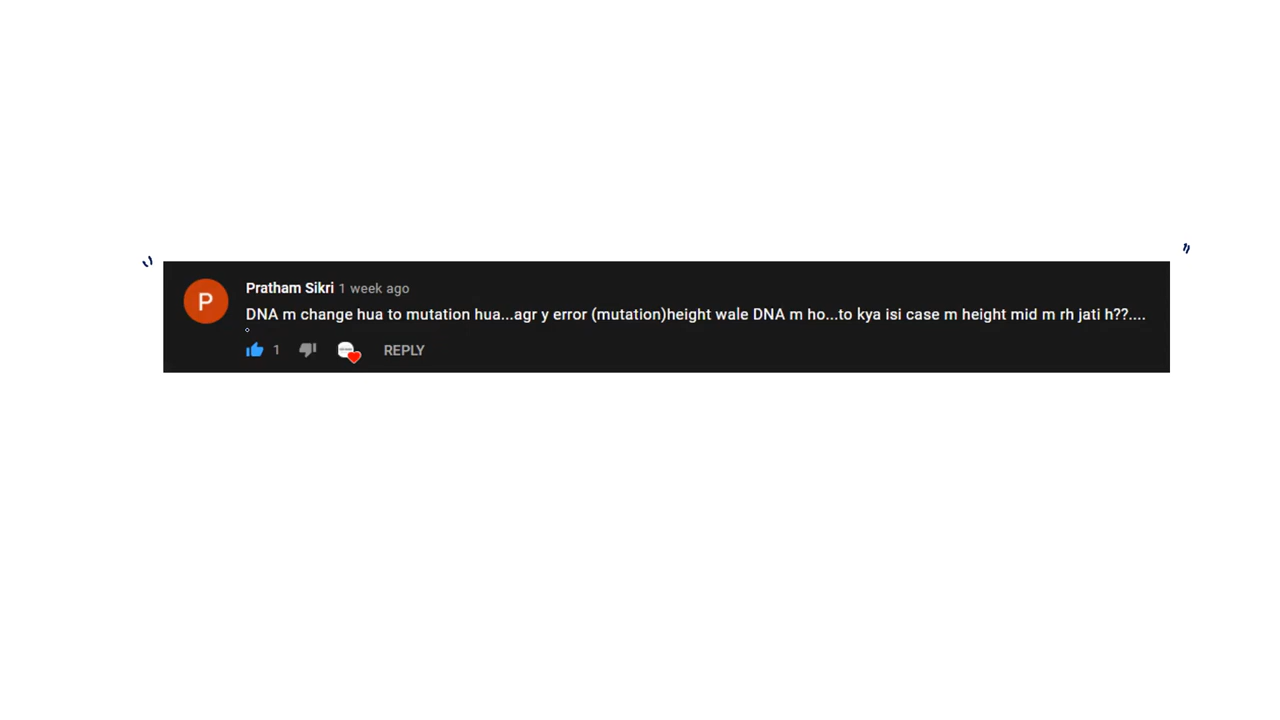 Pratham Sikri 1 week ago
DNA m change hua to mutation hua...agr y error (mutation)height wale DNA m ho...to kya isi case m height mid m rh jati h??....
1 REPLY